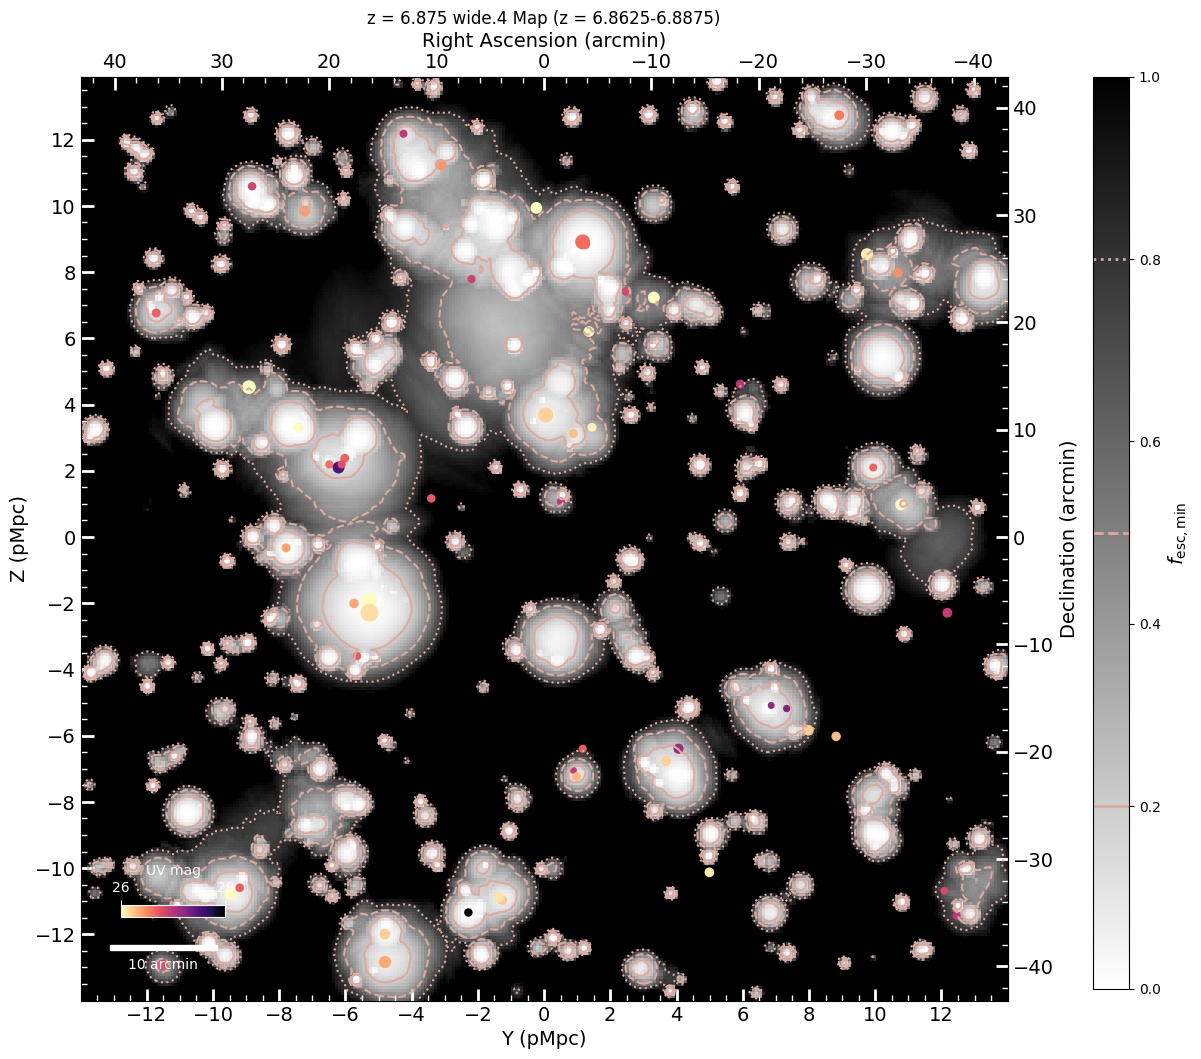 z = 6.875 wide.4 Map (z = 6.8625-6.8875)
Right Ascension (arcmin)
40 30 20 10 0 −10 −20 −30 −40
12
10
8
6
4
2
0
−2
−4
−6
−8
−10
−12
Z (pMpc)
40
30
20
10
0
−10
−20
−30
−40
Declination (arcmin)
1.0
0.8
0.6
0.4
0.2
0.0
fesc,min
UV mag
26
10 arcmin
−12 −10 −8 −6 −4 −2 0 2 4 6 8 10 12
Y (pMpc)